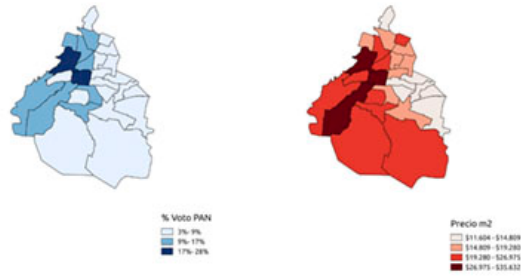 % Voto PAN
3%- 9%
9%- 17%
17%- 28%
Precio m2
$11,604 - $14,809
$14,809 - $19,280
$19,280 - $26,975
$26,975 - $35,632